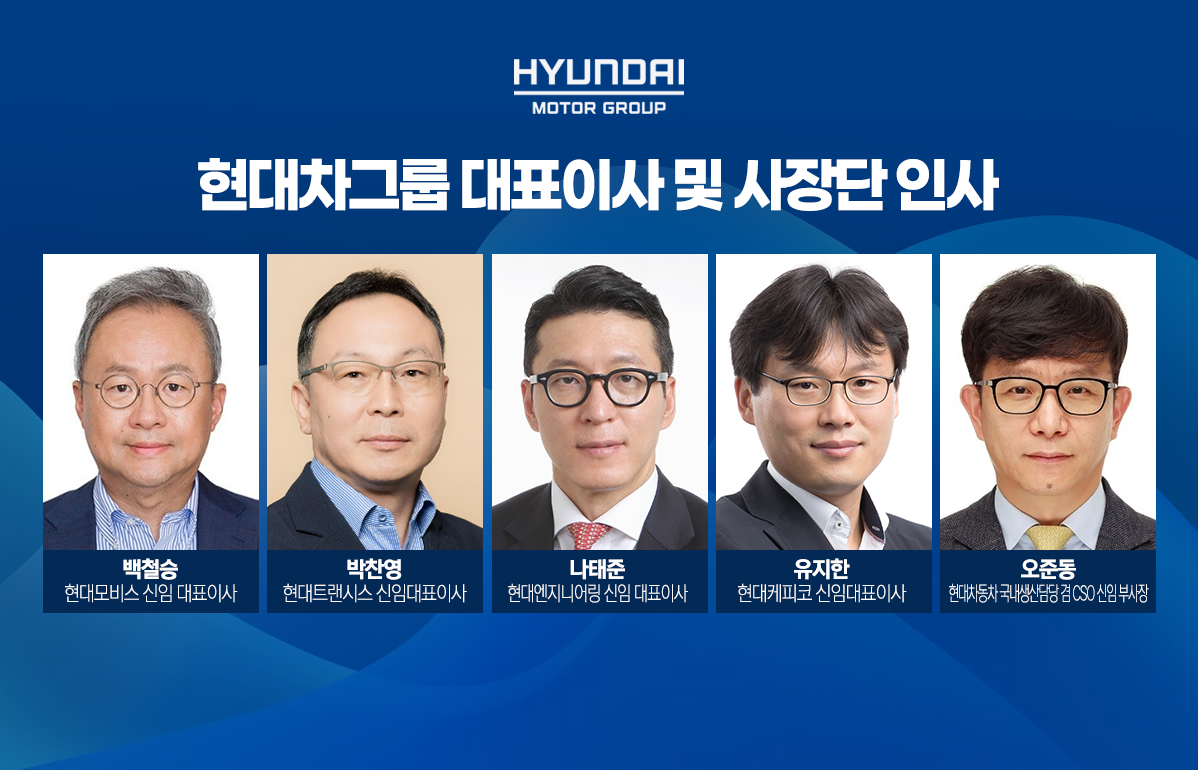 HYUNDAI
MOTOR GROUP
현대차그룹 대표이사 및 사장단 인사
백철승
현대모비스 신임 대표이사
박찬영
현대트랜시스 신임대표이사
나태준
현대엔지니어링 신임 대표이사
유지한
현대케피코 신임대표이사
오준동
현대차동차 국내생산담당 겸 CSO 신임 부사장